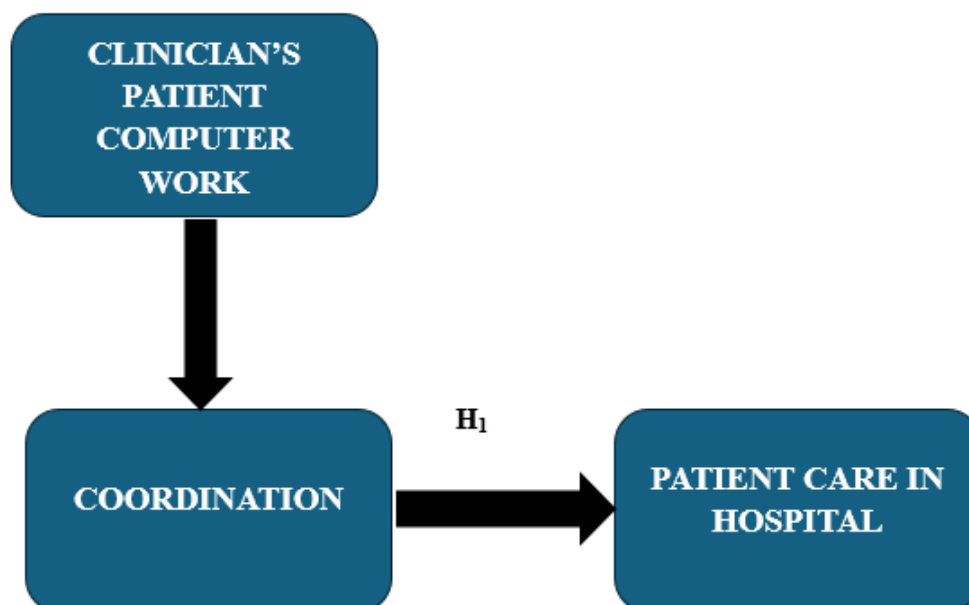 CLINICIAN’S
PATIENT
COMPUTER
WORK
H₁
COORDINATION
PATIENT CARE IN
HOSPITAL